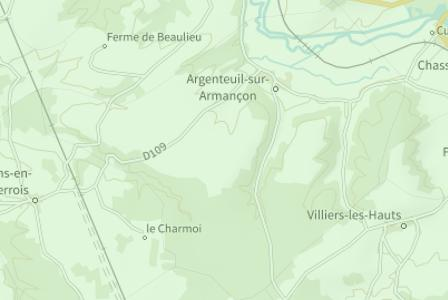 Ferme de Beaulieu
Cu
Chass
Argenteuil-sur-
Armançon
D109
F
ns-en-
errois
Villiers-les-Hauts
le Charmoi